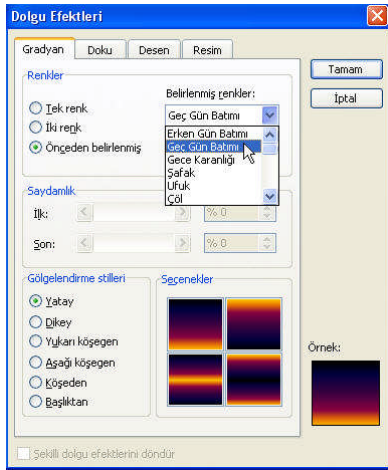 Dolgu Efektleri
Gradyan Doku Desen Resim
Tamam
İptal
Renkler
Belirlenmiş renkler:
Tek renk
İki renk
Önceden belirlenmiş
Geç Gün Batımı
Erken Gün Batımı
Geç Gün Batımı
Gece Karanlığı
Şafak
Ufuk
Çöl
Saydamlık
İlk: % 0
Son: % 0
Gölgelendirme stilleri
Yatay
Dikey
Yukarı köşegen
Aşağı köşegen
Köşeden
Başlıktan
Seçenekler
Örnek:
Şekilli dolgu efektlerini döndür